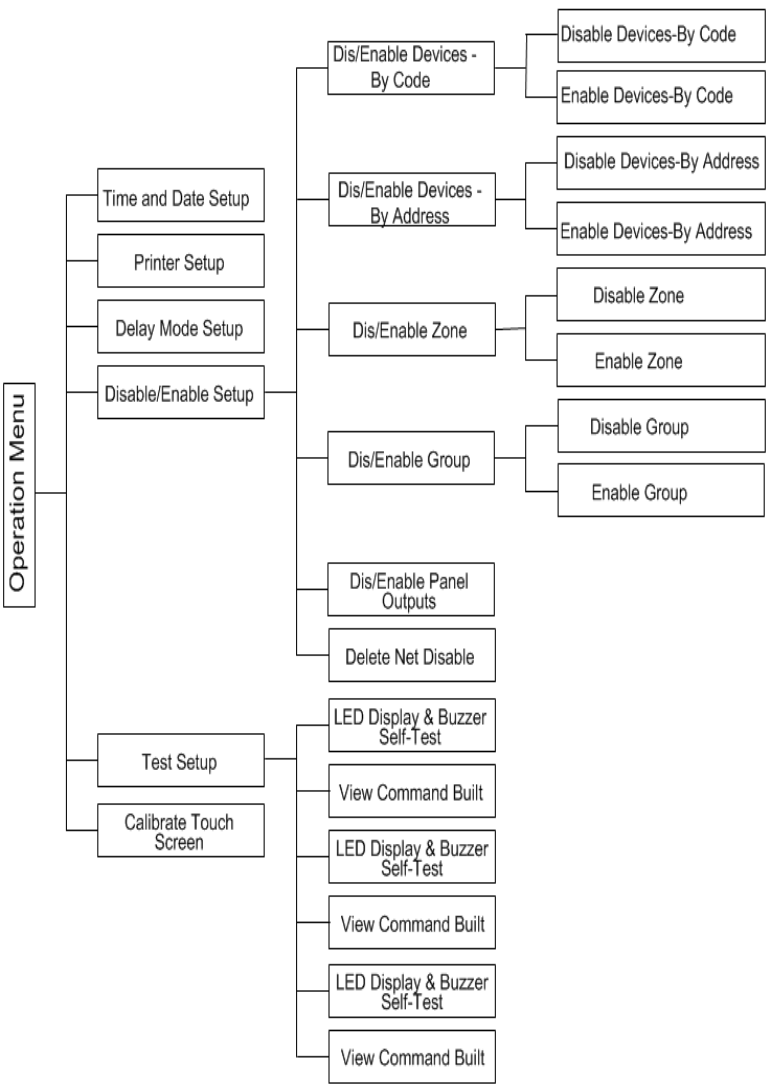 Operation Menu
Time and Date Setup
Printer Setup
Delay Mode Setup
Disable/Enable Setup
Test Setup
Calibrate Touch
Screen
Dis/Enable Devices -
By Code
Dis/Enable Devices -
By Address
Dis/Enable Zone
Dis/Enable Group
Dis/Enable Panel
Outputs
Delete Net Disable
LED Display & Buzzer
Self-Test
View Command Built
LED Display & Buzzer
Self-Test
View Command Built
LED Display & Buzzer
Self-Test
View Command Built
Disable Devices-By Code
Enable Devices-By Code
Disable Devices-By Address
Enable Devices-By Address
Disable Zone
Enable Zone
Disable Group
Enable Group